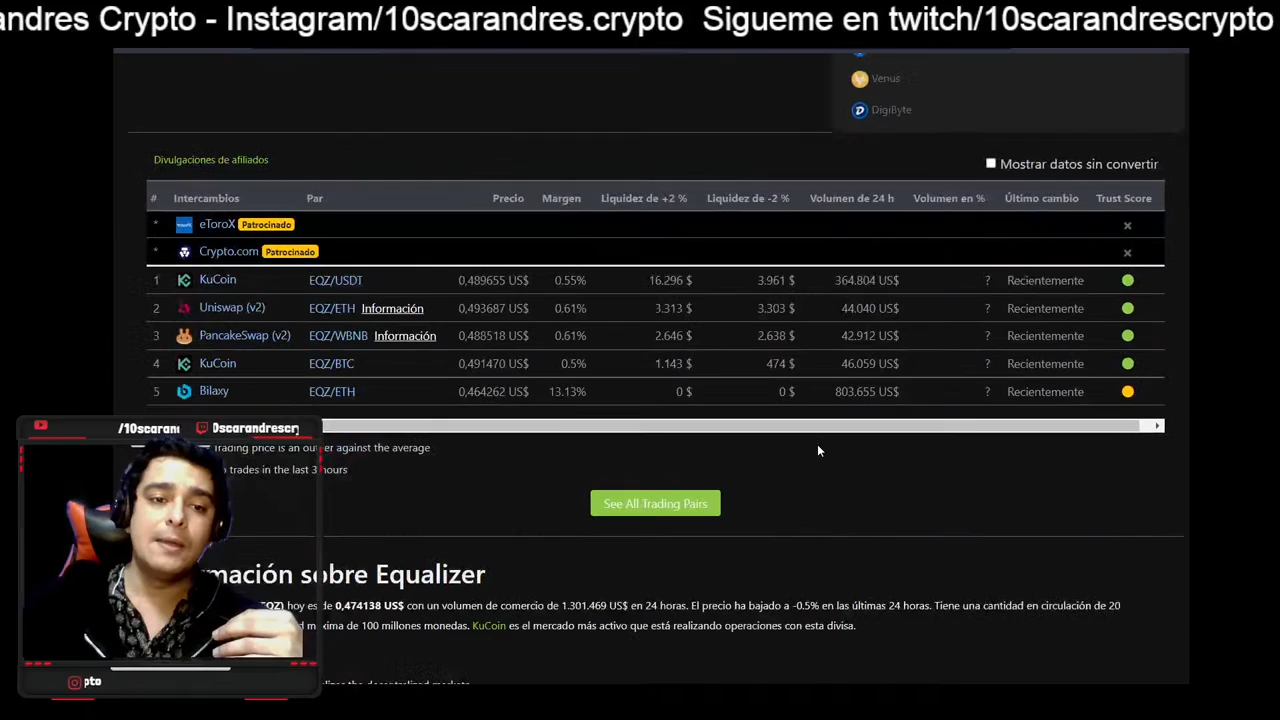 andres Crypto - Instagram/10scarandres.crypto  Sigueme en twitch/10scarandrescrypto
Venus
DigiByte
Divulgaciones de afiliados
Mostrar datos sin convertir
# Intercambios Par Precio Margen Liquidez de +2 % Liquidez de -2 % Volumen de 24 h Volumen en % Último cambio Trust Score
* eToroX Patrocinado
* Crypto.com Patrocinado
1 KuCoin EQZ/USDT 0,489655 US$ 0.55% 16.296 $ 3.961 $ 364.804 US$ ? Recientemente
2 Uniswap (v2) EQZ/ETH Información 0,493687 US$ 0.61% 3.313 $ 3.303 $ 44.040 US$ ? Recientemente
3 PancakeSwap (v2) EQZ/WBNB Información 0,488518 US$ 0.61% 2.646 $ 2.638 $ 42.912 US$ ? Recientemente
4 KuCoin EQZ/BTC 0,491470 US$ 0.5% 1.143 $ 474 $ 46.059 US$ ? Recientemente
5 Bilaxy EQZ/ETH 0,464262 US$ 13.13% 0 $ 0 $ 803.655 US$ ? Recientemente
/10scaran 0scarandrescr
Trading price is an outlier against the average
trades in the last 3 hours
See All Trading Pairs
mación sobre Equalizer
EQZ) hoy es de 0,474138 US$ con un volumen de comercio de 1.301.469 US$ en 24 horas. El precio ha bajado a -0.5% en las últimas 24 horas. Tiene una cantidad en circulación de 20
máxima de 100 millones monedas. KuCoin es el mercado más activo que está realizando operaciones con esta divisa.
pto